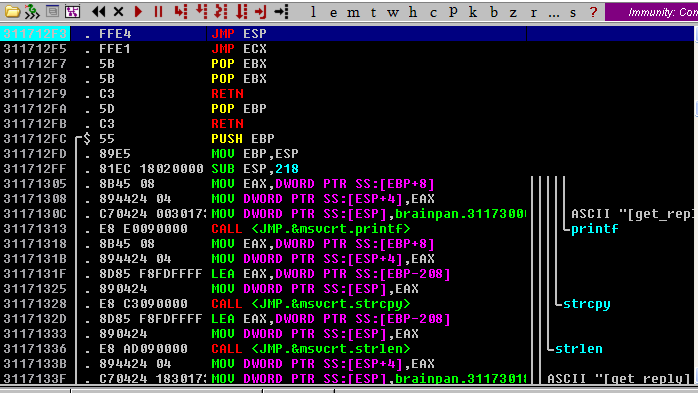 l e m t w h c p k b z r ... s ? Immunity: Con
311712F3 . FFE4 JMP ESP
311712F5 . FFE1 JMP ECX
311712F7 . 5B POP EBX
311712F8 . 5B POP EBX
311712F9 . C3 RETN
311712FA . 5D POP EBP
311712FB . C3 RETN
311712FC $ 55 PUSH EBP
311712FD . 89E5 MOV EBP,ESP
311712FF . 81EC 18020000 SUB ESP,218
31171305 . 8B45 08 MOV EAX,DWORD PTR SS:[EBP+8]
31171308 . 894424 04 MOV DWORD PTR SS:[ESP+4],EAX
3117130C . C70424 0030173 MOV DWORD PTR SS:[ESP],brainpan.3117300 ASCII "[get_repl
31171313 . E8 E0090000 CALL <JMP.&msvcrt.printf> printf
31171318 . 8B45 08 MOV EAX,DWORD PTR SS:[EBP+8]
3117131B . 894424 04 MOV DWORD PTR SS:[ESP+4],EAX
3117131F . 8D85 F8FDFFFF LEA EAX,DWORD PTR SS:[EBP-208]
31171325 . 890424 MOV DWORD PTR SS:[ESP],EAX
31171328 . E8 C3090000 CALL <JMP.&msvcrt.strcpy> strcpy
3117132D . 8D85 F8FDFFFF LEA EAX,DWORD PTR SS:[EBP-208]
31171333 . 890424 MOV DWORD PTR SS:[ESP],EAX
31171336 . E8 AD090000 CALL <JMP.&msvcrt.strlen> strlen
3117133B . 894424 04 MOV DWORD PTR SS:[ESP+4],EAX
3117133F . C70424 1830173 MOV DWORD PTR SS:[ESP],brainpan.3117301 ASCII "[get_reply]